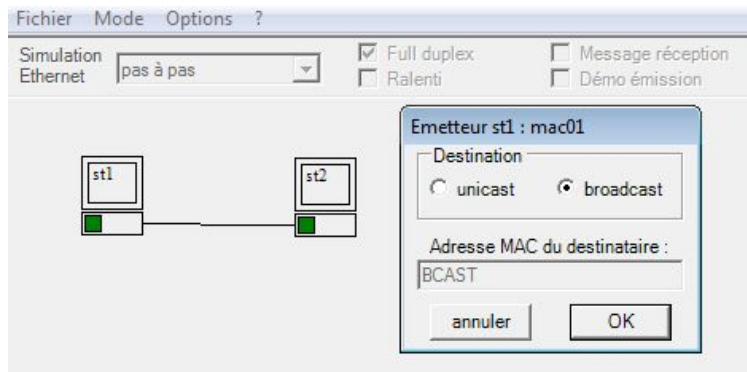 Fichier Mode Options ?
Simulation Ethernet
pas à pas
Full duplex
Message réception
Ralenti
Démo émission
st1
st2
Emetteur st1 : mac01
Destination
unicast
broadcast
Adresse MAC du destinataire :
BCAST
annuler
OK